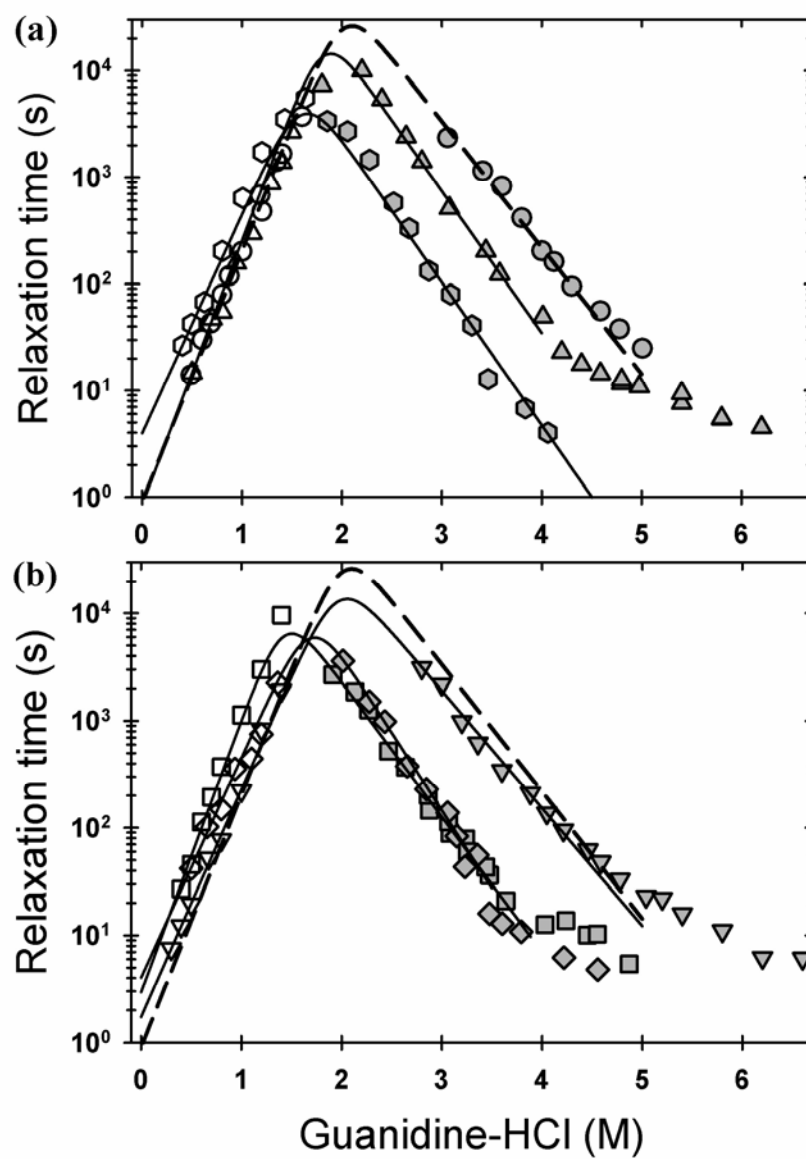 (a)
Relaxation time (s)
10⁴
10³
10²
10¹
10⁰
0 1 2 3 4 5 6
(b)
Relaxation time (s)
10⁴
10³
10²
10¹
10⁰
0 1 2 3 4 5 6
Guanidine-HCl (M)